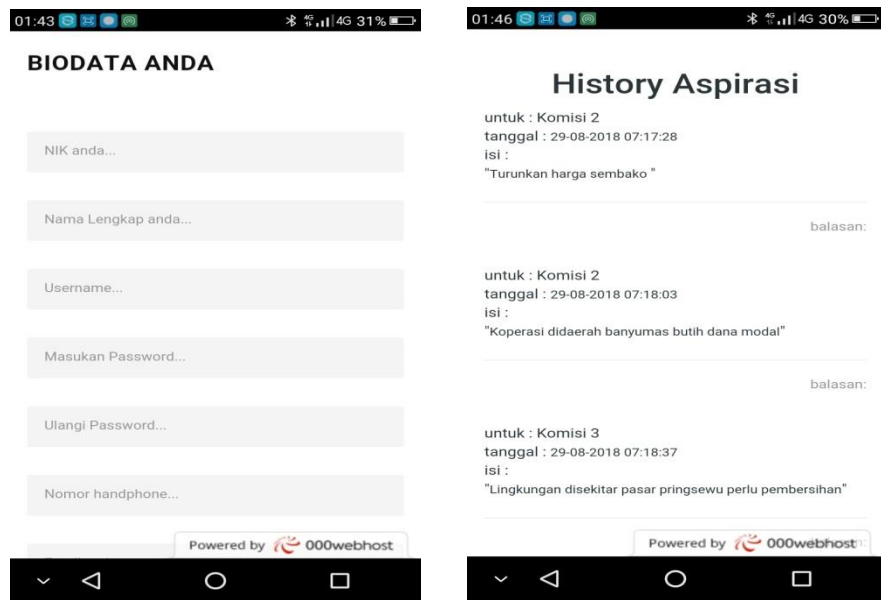 01:43 4G 4G 31%
BIODATA ANDA
NIK anda...
Nama Lengkap anda...
Username...
Masukan Password...
Ulangi Password...
Nomor handphone...
Powered by 000webhost
01:46 4G 4G 30%
History Aspirasi
untuk : Komisi 2
tanggal : 29-08-2018 07:17:28
isi :
"Turunkan harga sembako "
balasan:
untuk : Komisi 2
tanggal : 29-08-2018 07:18:03
isi :
"Koperasi didaerah banyumas butih dana modal"
balasan:
untuk : Komisi 3
tanggal : 29-08-2018 07:18:37
isi :
"Lingkungan disekitar pasar pringsewu perlu pembersihan"
Powered by 000webhost